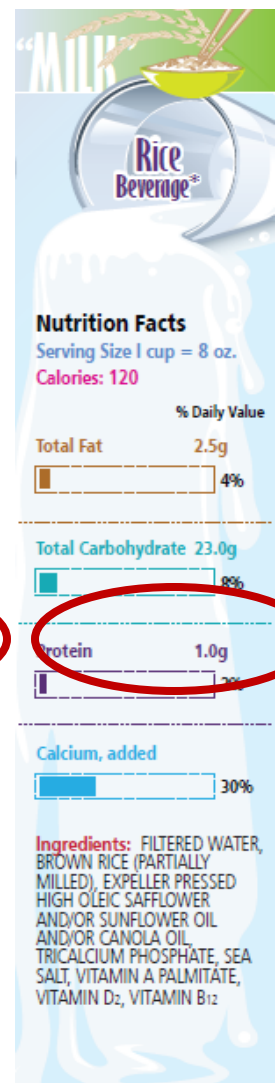 "MILK"
Rice
Beverage*
Nutrition Facts
Serving Size I cup = 8 oz.
Calories: 120
% Daily Value
Total Fat 2.5g
4%
Total Carbohydrate 23.0g
8%
Protein 1.0g
2%
Calcium, added
30%
Ingredients: FILTERED WATER,
BROWN RICE (PARTIALLY
MILLED), EXPELLER PRESSED
HIGH OLEIC SAFFLOWER
AND/OR SUNFLOWER OIL
AND/OR CANOLA OIL,
TRICALCIUM PHOSPHATE, SEA
SALT, VITAMIN A PALMITATE,
VITAMIN D2, VITAMIN B12